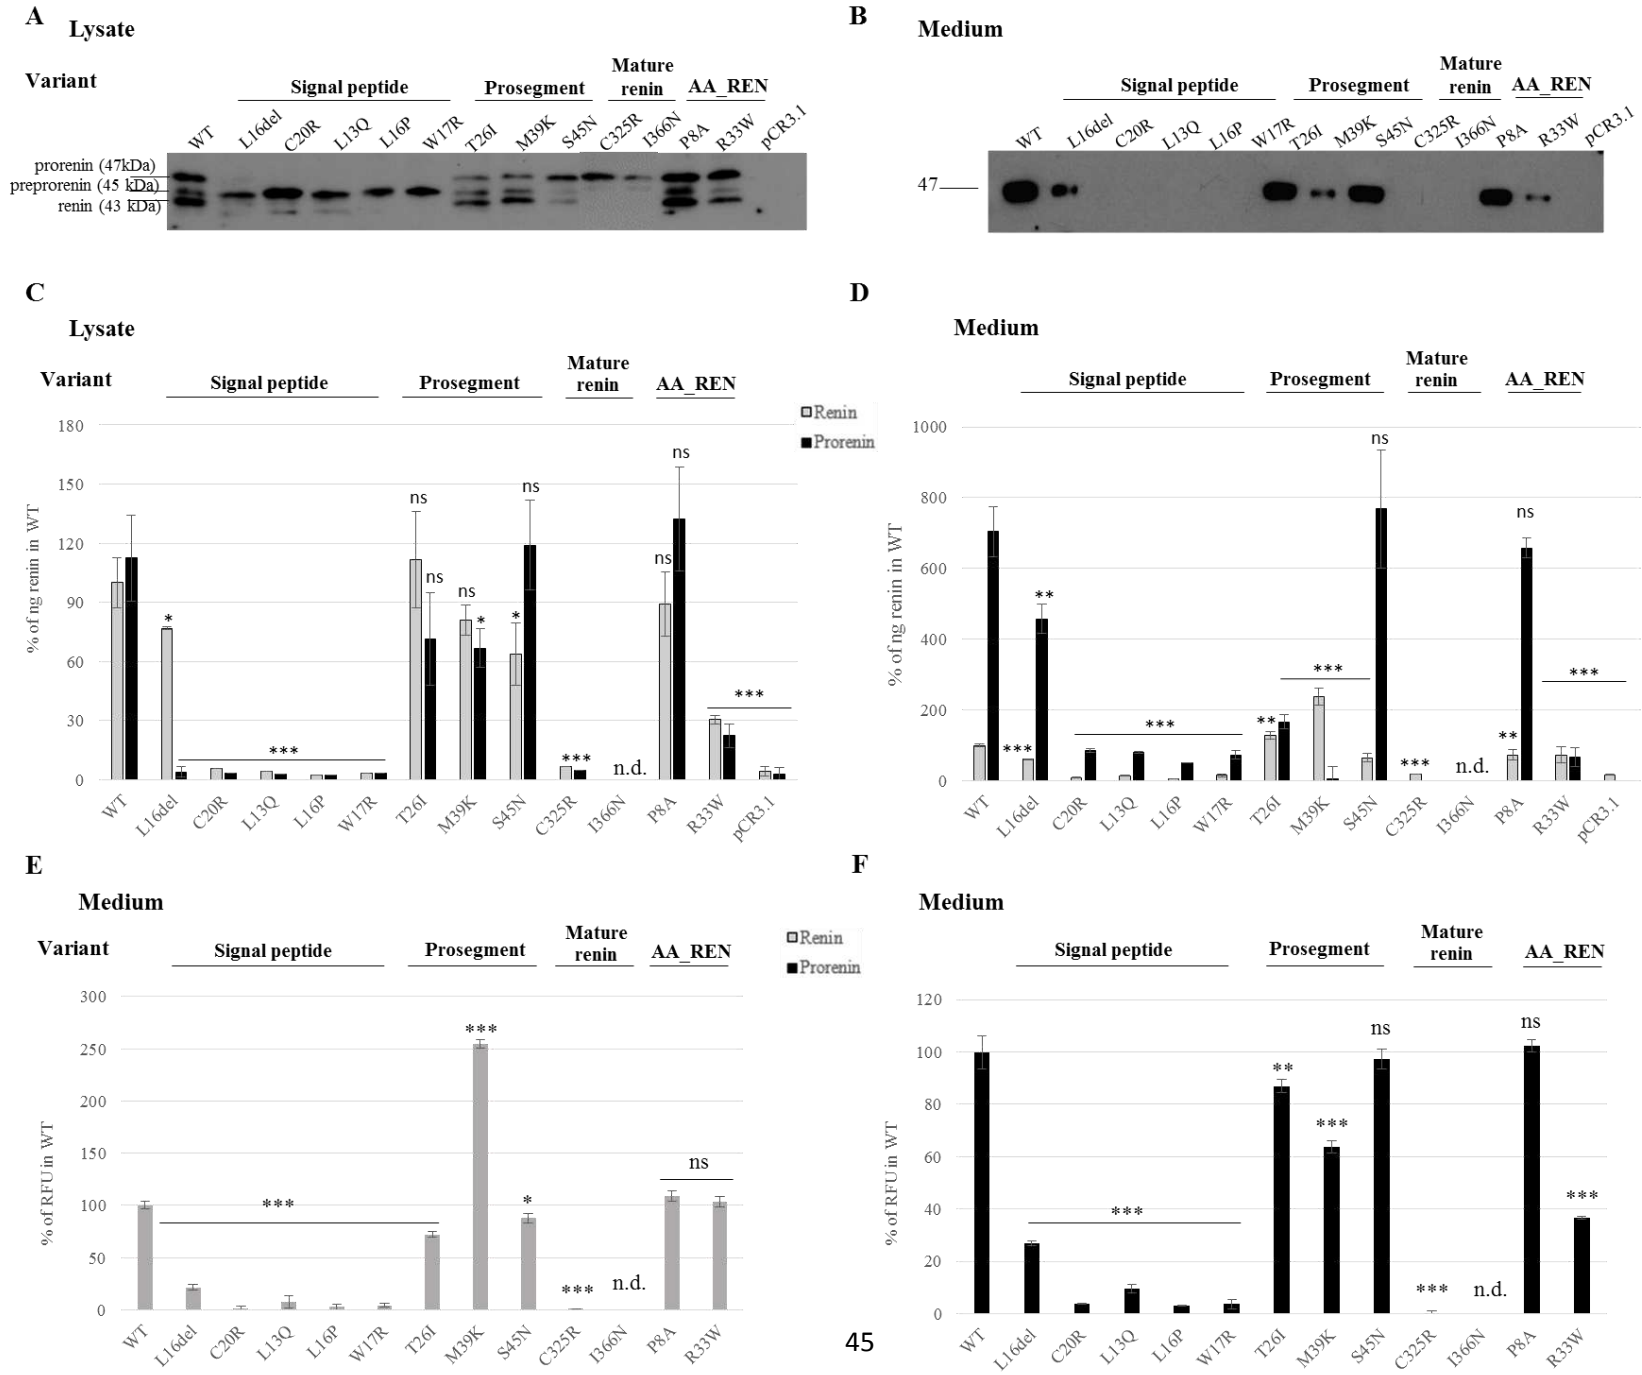 A
Lysate
Variant
Signal peptide
Prosegment
Mature
renin
AA_REN
WT
L16del
C20R
L13Q
L16P
W17R
T26I
M39K
S45N
C325R
I366N
P8A
R33W
pCR3.1
prorenin (47kDa)
preprorenin (45 kDa)
renin (43 kDa)
B
Medium
Signal peptide
Prosegment
Mature
renin
AA_REN
WT
L16del
C20R
L13Q
L16P
W17R
T26I
M39K
S45N
C325R
I366N
P8A
R33W
pCR3.1
47
C
Lysate
Variant
Signal peptide
Prosegment
Mature
renin
AA_REN
Renin
Prorenin
% of ng renin in WT
180
150
120
90
60
30
0
*
***
ns
ns
ns
*
*
ns
***
n.d.
ns
ns
***
WT
L16del
C20R
L13Q
L16P
W17R
T26I
M39K
S45N
C325R
I366N
P8A
R33W
pCR3.1
D
Medium
Signal peptide
Prosegment
Mature
renin
AA_REN
% of ng renin in WT
1000
800
600
400
200
0
***
**
***
**
***
ns
***
n.d.
**
ns
***
WT
L16del
C20R
L13Q
L16P
W17R
T26I
M39K
S45N
C325R
I366N
P8A
R33W
pCR3.1
E
Medium
Variant
Signal peptide
Prosegment
Mature
renin
AA_REN
Renin
Prorenin
% of RFU in WT
300
250
200
150
100
50
0
***
***
*
***
n.d.
ns
WT
L16del
C20R
L13Q
L16P
W17R
T26I
M39K
S45N
C325R
I366N
P8A
R33W
F
Medium
Signal peptide
Prosegment
Mature
renin
AA_REN
% of RFU in WT
120
100
80
60
40
20
0
***
**
***
ns
***
n.d.
ns
***
WT
L16del
C20R
L13Q
L16P
W17R
T26I
M39K
S45N
C325R
I366N
P8A
R33W
45